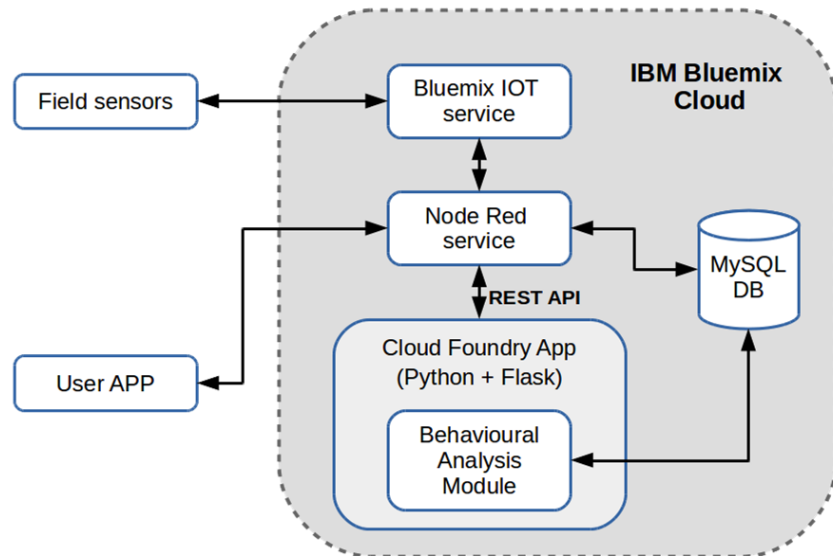 IBM Bluemix
Cloud
Field sensors
Bluemix IOT
service
Node Red
service
MySQL
DB
REST API
Cloud Foundry App
(Python + Flask)
User APP
Behavioural
Analysis
Module